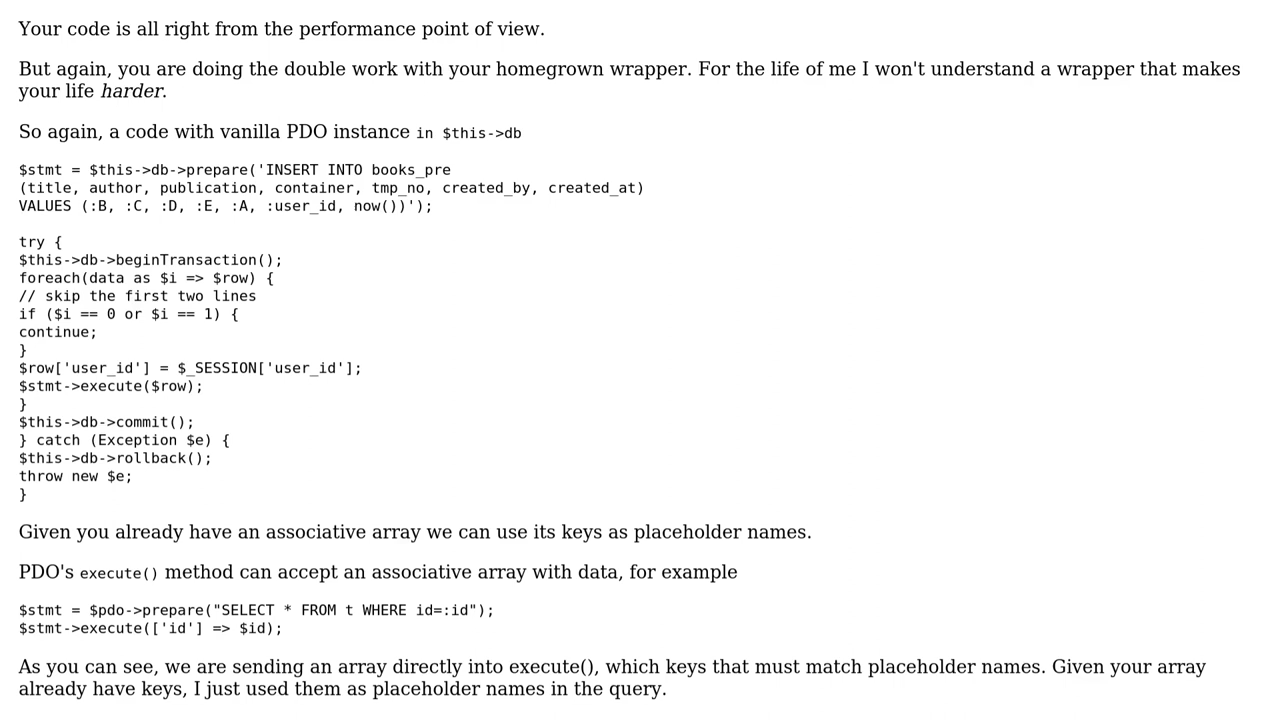 Your code is all right from the performance point of view.
But again, you are doing the double work with your homegrown wrapper. For the life of me I won't understand a wrapper that makes
your life harder.
So again, a code with vanilla PDO instance in $this->db
$stmt = $this->db->prepare('INSERT INTO books_pre
(title, author, publication, container, tmp_no, created_by, created_at)
VALUES (:B, :C, :D, :E, :A, :user_id, now())');
try {
$this->db->beginTransaction();
foreach(data as $i => $row) {
// skip the first two lines
if ($i == 0 or $i == 1) {
continue;
}
$row['user_id'] = $_SESSION['user_id'];
$stmt->execute($row);
}
$this->db->commit();
} catch (Exception $e) {
$this->db->rollback();
throw new $e;
}
Given you already have an associative array we can use its keys as placeholder names.
PDO's execute() method can accept an associative array with data, for example
$stmt = $pdo->prepare("SELECT * FROM t WHERE id=:id");
$stmt->execute(['id'] => $id);
As you can see, we are sending an array directly into execute(), which keys that must match placeholder names. Given your array
already have keys, I just used them as placeholder names in the query.